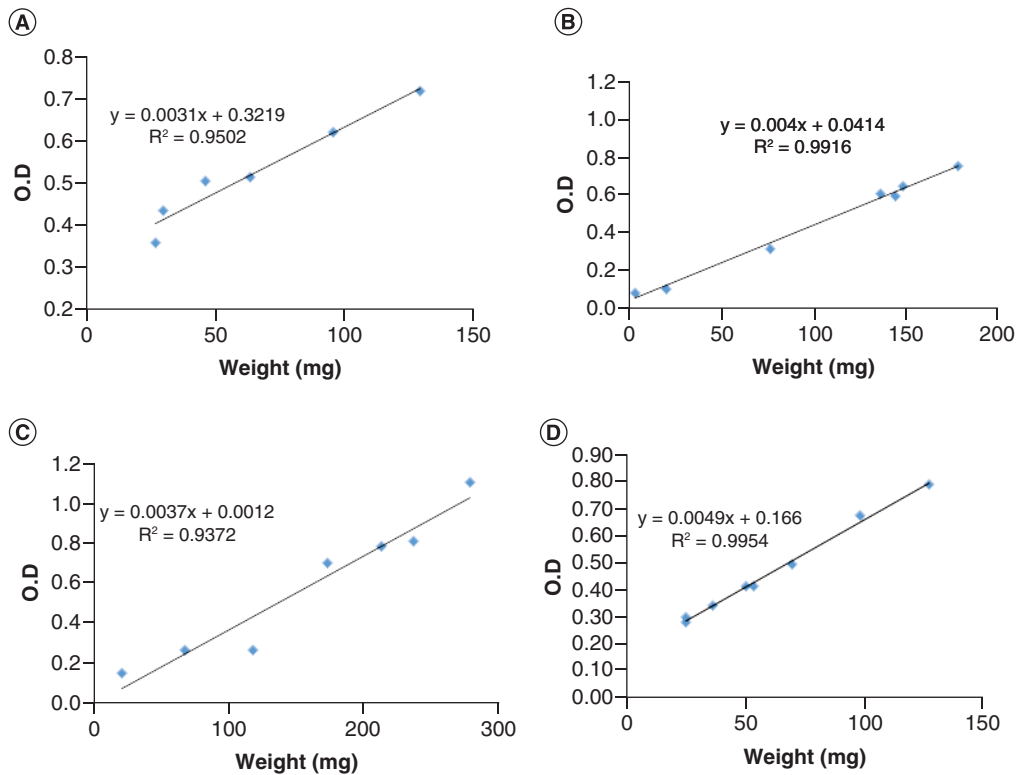 A
0.8
0.7
0.6
0.5
0.4
0.3
0.2
O.D
y = 0.0031x + 0.3219
R² = 0.9502
0 50 100 150
Weight (mg)
B
1.2
1.0
0.8
0.6
0.4
0.2
0.0
O.D
y = 0.004x + 0.0414
R² = 0.9916
0 50 100 150 200
Weight (mg)
C
1.2
1.0
0.8
0.6
0.4
0.2
0.0
O.D
y = 0.0037x + 0.0012
R² = 0.9372
0 100 200 300
Weight (mg)
D
0.90
0.80
0.70
0.60
0.50
0.40
0.30
0.20
0.10
0.00
O.D
y = 0.0049x + 0.166
R² = 0.9954
0 50 100 150
Weight (mg)